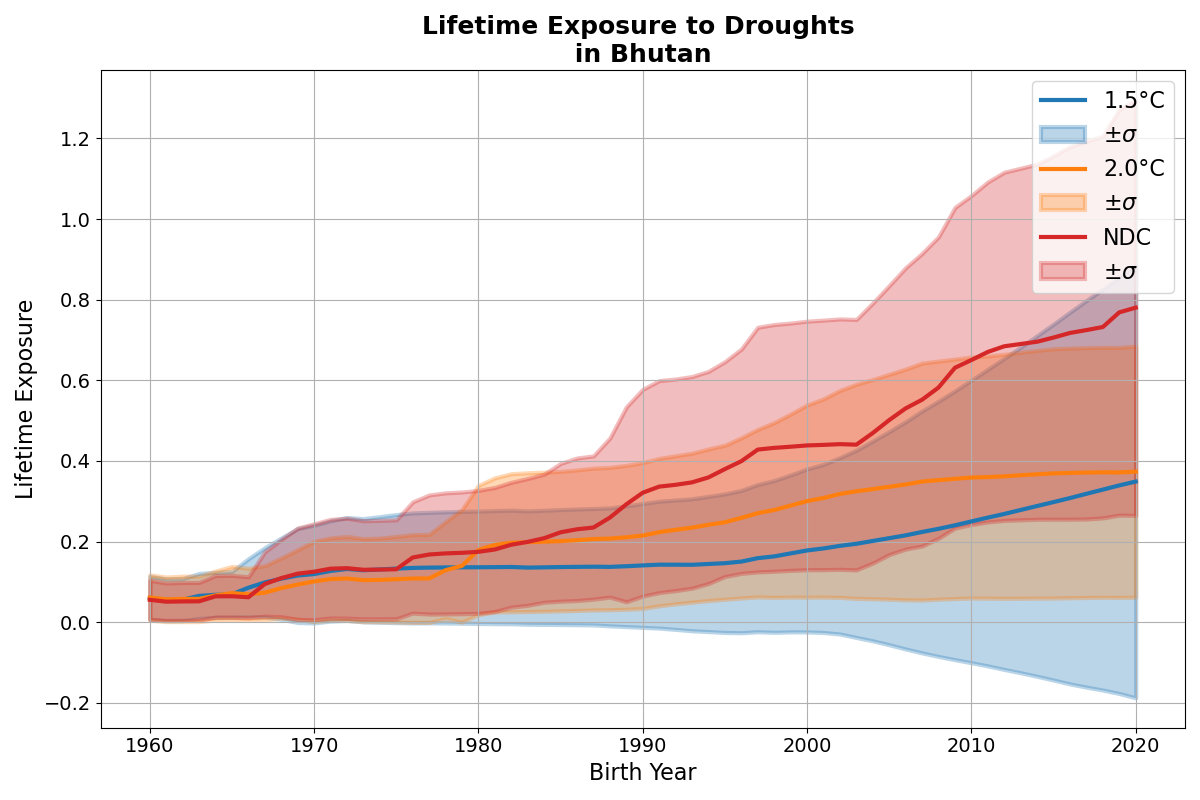 Lifetime Exposure to Droughts
in Bhutan
1.5°C
±σ
2.0°C
±σ
NDC
±σ
Lifetime Exposure
1.2
1.0
0.8
0.6
0.4
0.2
0.0
−0.2
1960
1970
1980
1990
2000
2010
2020
Birth Year